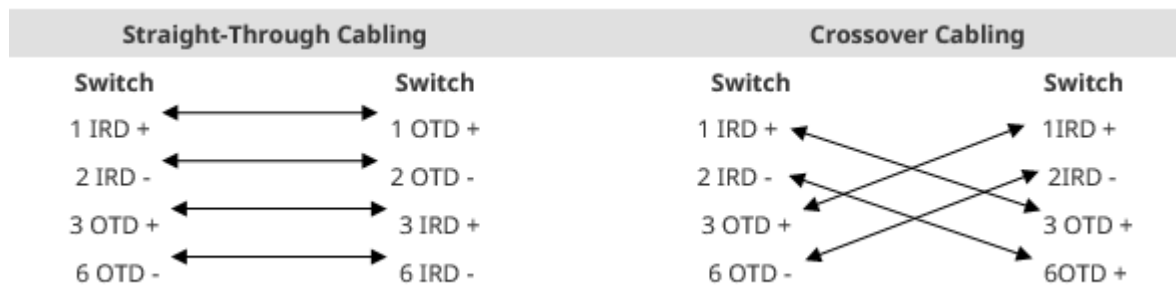 Straight-Through Cabling Crossover Cabling
Switch Switch Switch Switch
1 IRD + 1 OTD + 1 IRD + 1IRD +
2 IRD - 2 OTD - 2 IRD - 2IRD -
3 OTD + 3 IRD + 3 OTD + 3 OTD +
6 OTD - 6 IRD - 6 OTD - 6OTD +